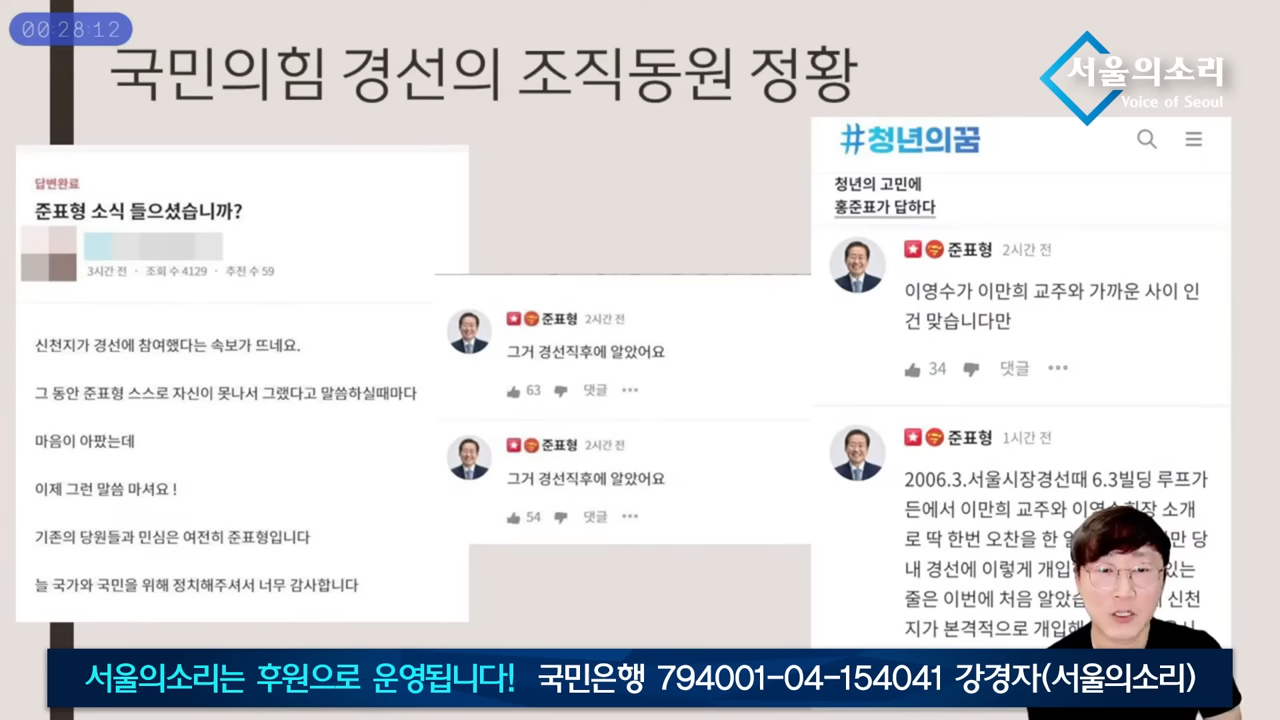 00:28:12
국민의힘 경선의 조직동원 정황
서울의소리
Voice of Seoul
답변완료
준표형 소식 들으셨습니까?
3시간 전 · 조회 수 4129 · 추천 수 59
신천지가 경선에 참여했다는 속보가 뜨네요.
그 동안 준표형 스스로 자신이 못나서 그랬다고 말씀하실때마다
마음이 아팠는데
이제 그런 말씀 마셔요 !
기존의 당원들과 민심은 여전히 준표형입니다
늘 국가와 국민을 위해 정치해주셔서 너무 감사합니다
준표형 2시간 전
그거 경선직후에 알았어요
63 댓글 •••
준표형 2시간 전
그거 경선직후에 알았어요
54 댓글 •••
#청년의꿈
청년의 고민에
홍준표가 답하다
준표형 2시간 전
이영수가 이만희 교주와 가까운 사이 인
건 맞습니다만
34 댓글 •••
준표형 1시간 전
2006.3.서울시장경선때 6.3빌딩 루프가
든에서 이만희 교주와 소개
로 딱 한번 오찬을 한 당
내 경선에 이렇게 있는
줄은 이번에 처음 신천
지가 본격적으로
서울의소리는 후원으로 운영됩니다! 국민은행 794001-04-154041 강경자(서울의소리)